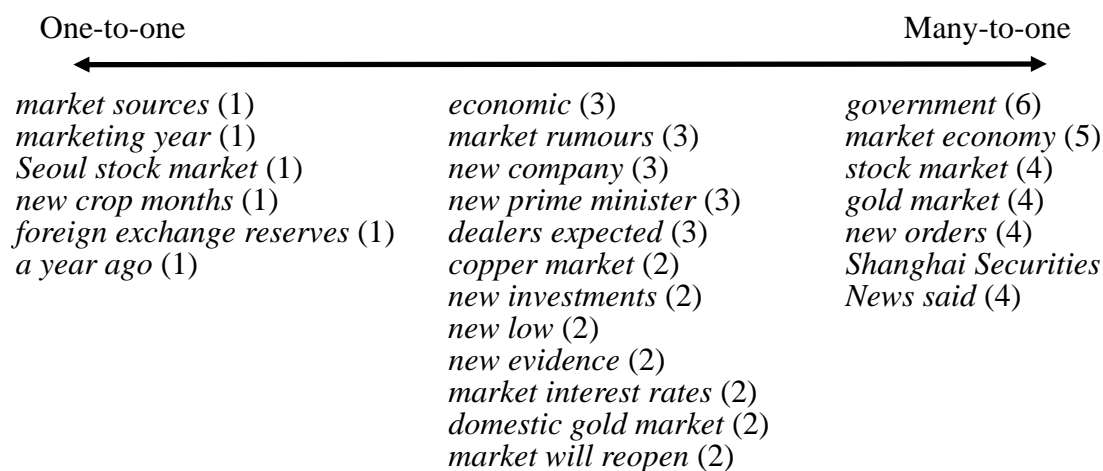 One-to-one
Many-to-one
market sources (1)
marketing year (1)
Seoul stock market (1)
new crop months (1)
foreign exchange reserves (1)
a year ago (1)
economic (3)
market rumours (3)
new company (3)
new prime minister (3)
dealers expected (3)
copper market (2)
new investments (2)
new low (2)
new evidence (2)
market interest rates (2)
domestic gold market (2)
market will reopen (2)
government (6)
market economy (5)
stock market (4)
gold market (4)
new orders (4)
Shanghai Securities
News said (4)